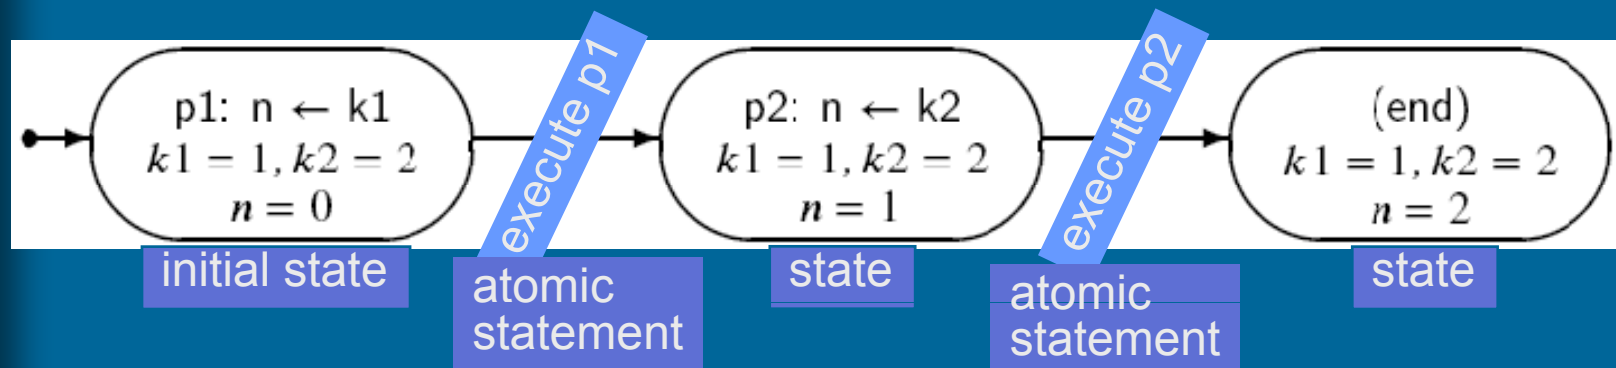 p1: n ← k1
k1 = 1, k2 = 2
n = 0
execute p1
p2: n ← k2
k1 = 1, k2 = 2
n = 1
execute p2
(end)
k1 = 1, k2 = 2
n = 2
initial state
atomic
statement
state
atomic
statement
state